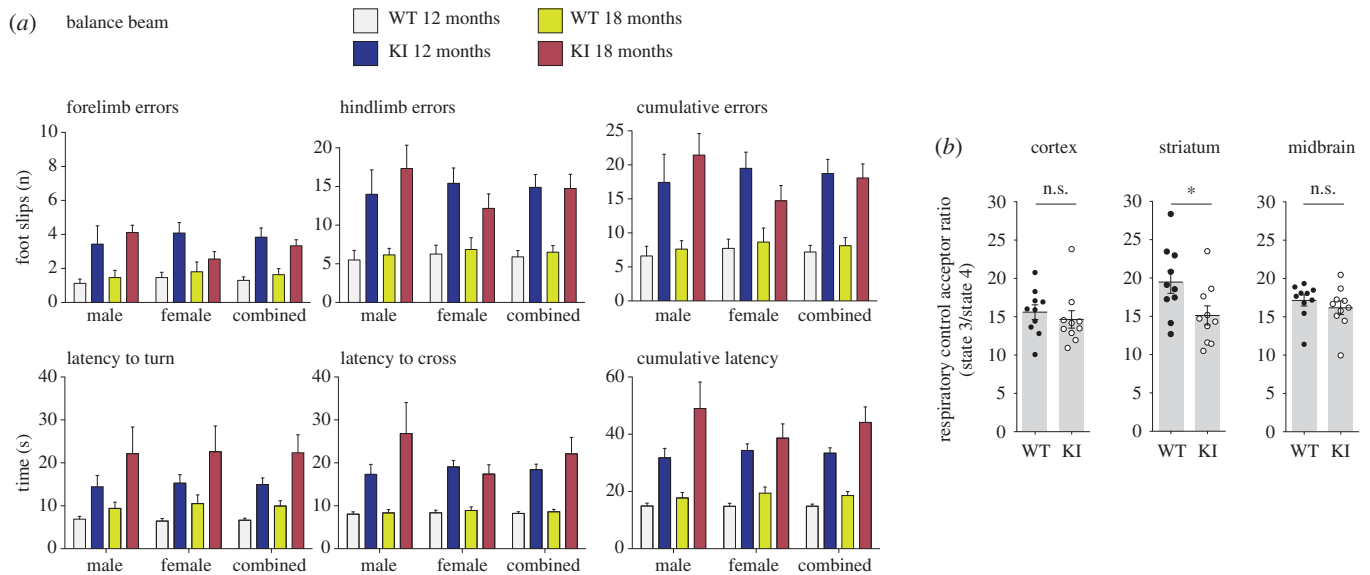 (a) balance beam
WT 12 months
WT 18 months
KI 12 months
KI 18 months
forelimb errors
foot slips (n)
10
8
6
4
2
0
male female combined
hindlimb errors
20
15
10
5
0
male female combined
cumulative errors
25
20
15
10
5
0
male female combined
latency to turn
time (s)
40
30
20
10
0
male female combined
latency to cross
40
30
20
10
0
male female combined
cumulative latency
60
40
20
0
male female combined
(b)
respiratory control acceptor ratio
(state 3/state 4)
cortex
n.s.
30
25
20
15
10
5
0
WT KI
striatum
*
30
25
20
15
10
5
0
WT KI
midbrain
n.s.
30
25
20
15
10
5
0
WT KI